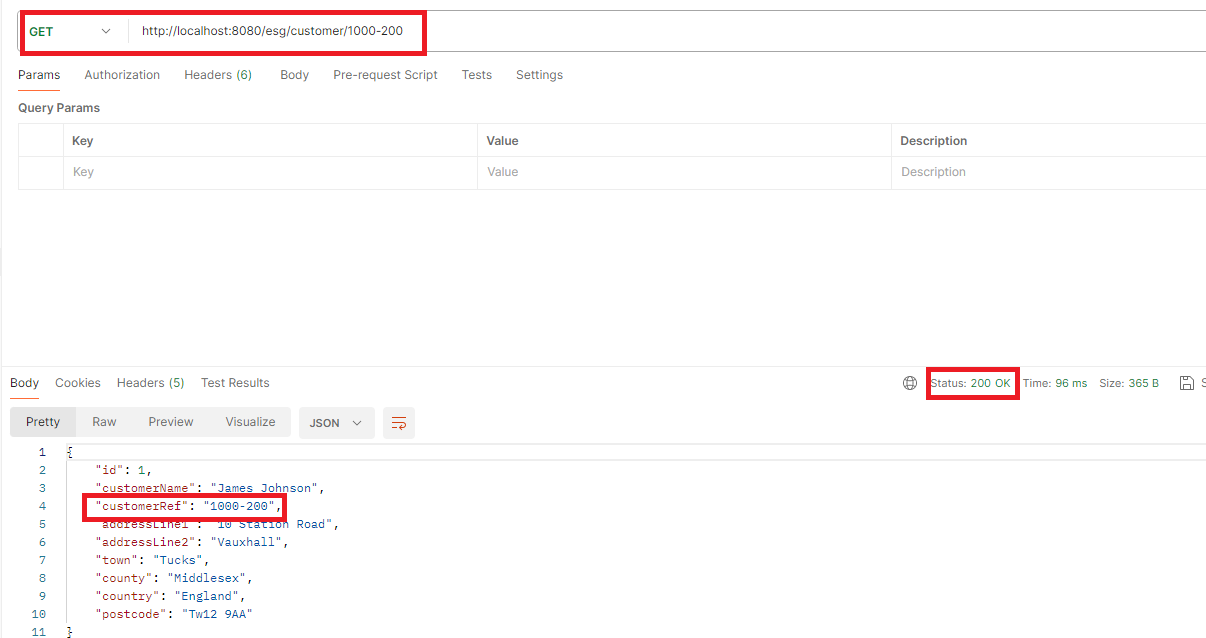 GET http://localhost:8080/esg/customer/1000-200
Params Authorization Headers (6) Body Pre-request Script Tests Settings
Query Params
Key Value Description
Key Value Description
Body Cookies Headers (5) Test Results Status: 200 OK Time: 96 ms Size: 365 B S
Pretty Raw Preview Visualize JSON
1 {
2 "id": 1,
3 "customerName": "James Johnson",
4 "customerRef": "1000-200",
5 "addressLine1": "10 Station Road",
6 "addressLine2": "Vauxhall",
7 "town": "Tucks",
8 "county": "Middlesex",
9 "country": "England",
10 "postcode": "Tw12 9AA"
11 }